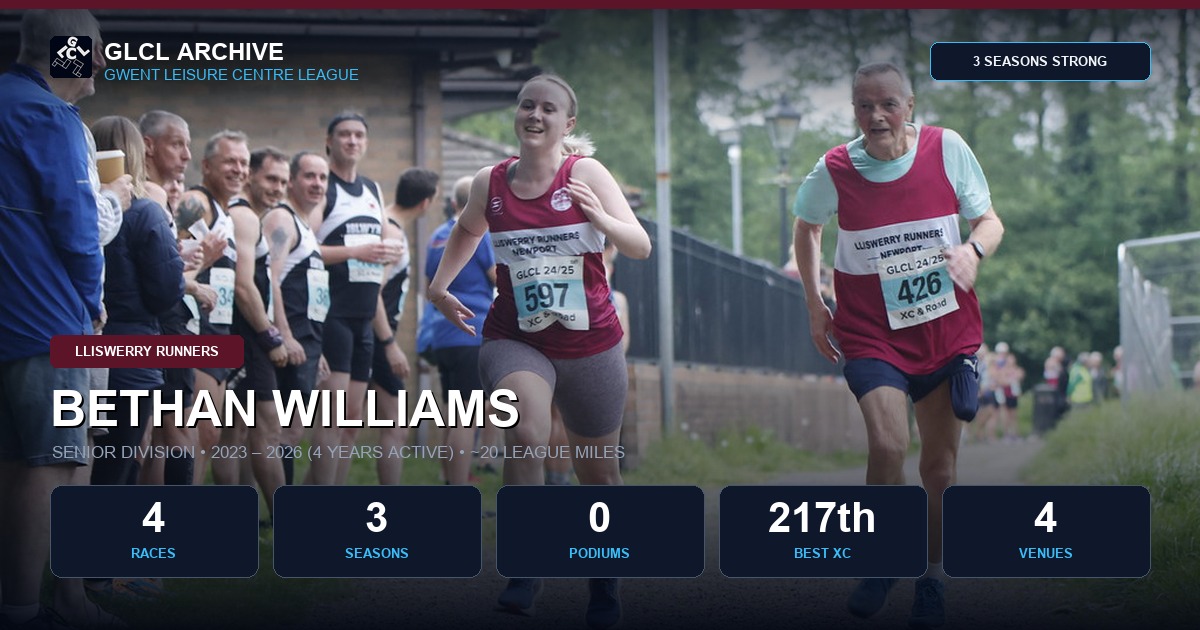 GLCL ARCHIVE
GWENT LEISURE CENTRE LEAGUE
3 SEASONS STRONG
LLISWERRY RUNNERS
NEWPORT
GLCL 24/25
597
XC & Road
LLISWERRY RUNNERS
NEWPORT
GLCL 24/25
426
XC & Road
LLISWERRY RUNNERS
BETHAN WILLIAMS
SENIOR DIVISION • 2023 – 2026 (4 YEARS ACTIVE) • ~20 LEAGUE MILES
4
RACES
3
SEASONS
0
PODIUMS
217th
BEST XC
4
VENUES